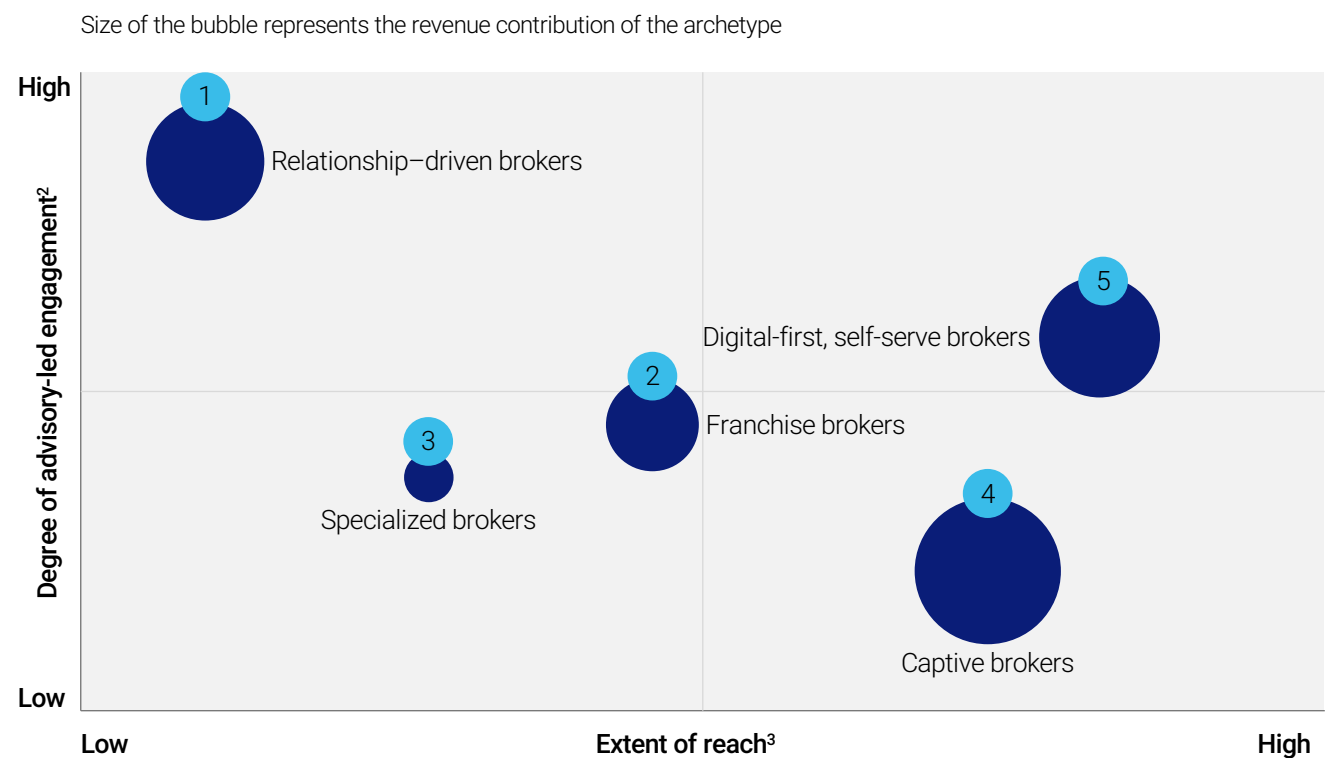 Size of the bubble represents the revenue contribution of the archetype
High
1
Relationship–driven brokers
5
Digital-first, self-serve brokers
2
Franchise brokers
3
Specialized brokers
4
Captive brokers
Degree of advisory-led engagement²
Low
Low
Extent of reach³
High